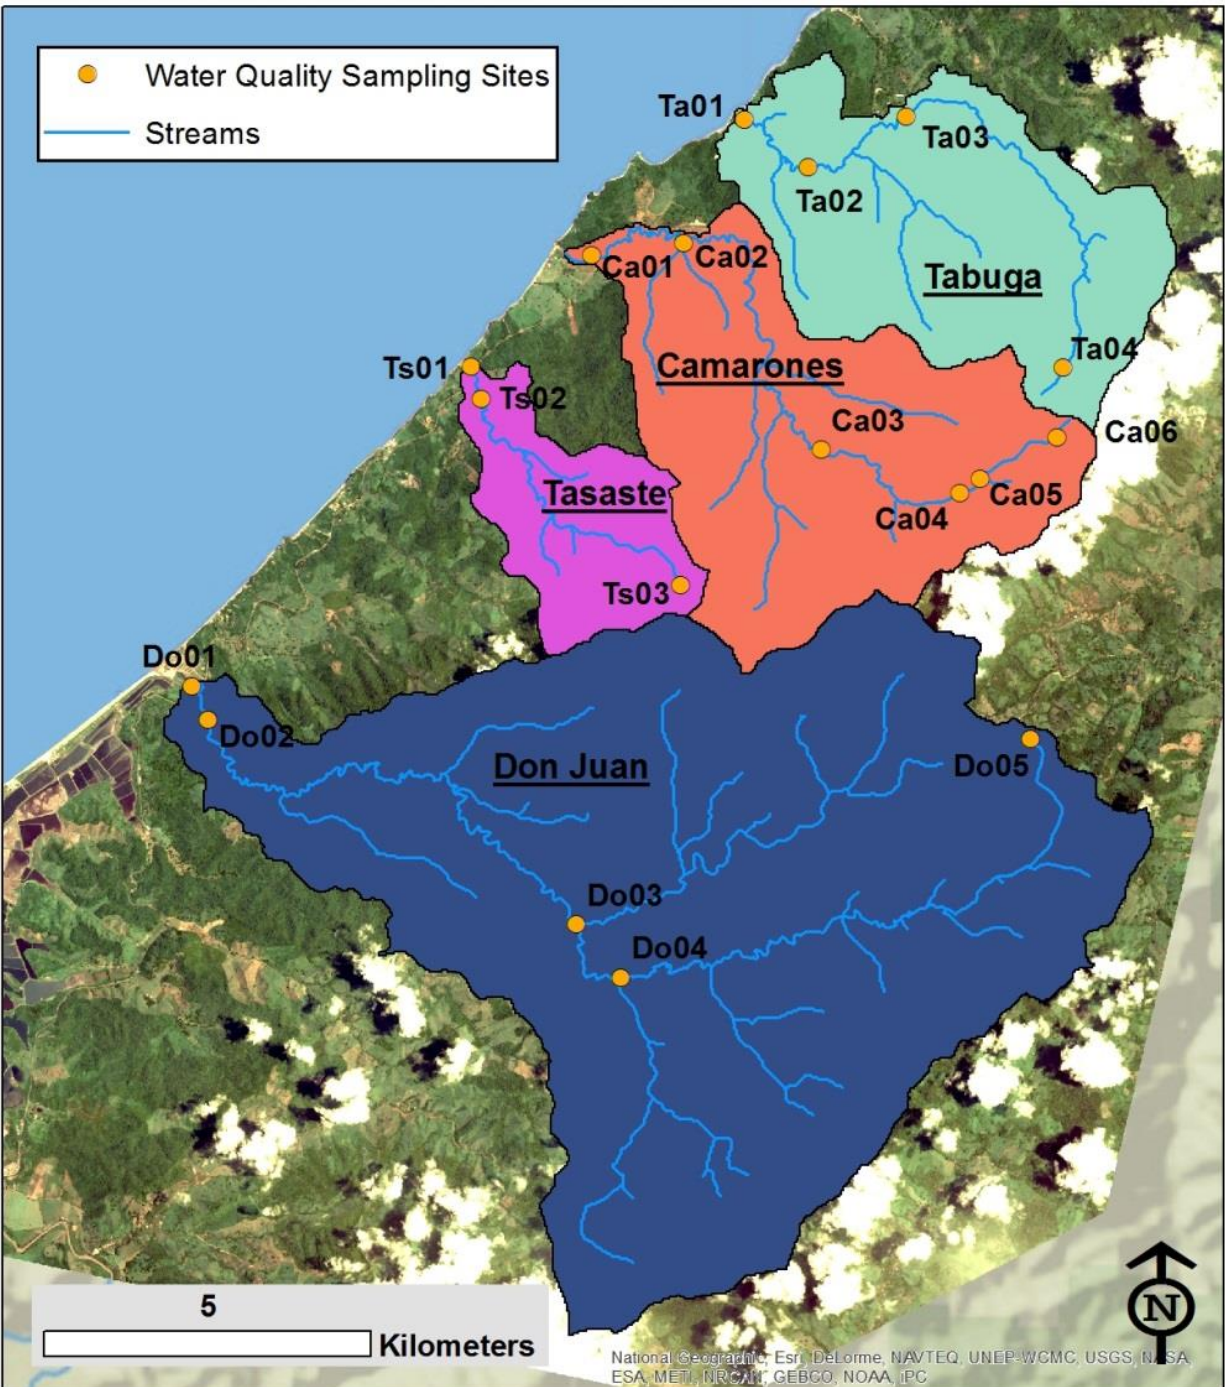 Water Quality Sampling Sites
Streams
Ta01
Ta03
Ta02
Ca01
Ca02
Tabuga
Ts01
Camarones
Ta04
Ts02
Ca03
Ca06
Tasaste
Ca05
Ca04
Ts03
Do01
Do02
Don Juan
Do05
Do03
Do04
5
Kilometers
N
National Geographic, Esri, DeLorme, NAVTEQ, UNEP-WCMC, USGS, NASA,
ESA, METI, NRCAN, GEBCO, NOAA, iPC